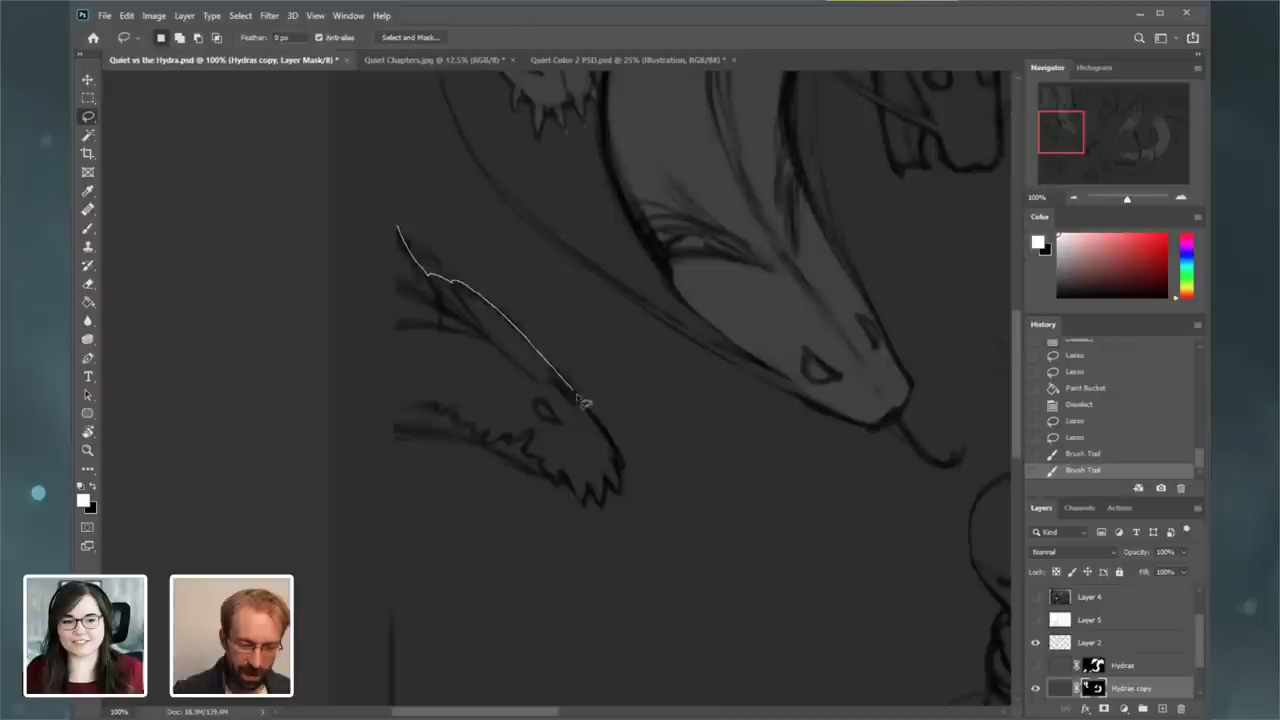 Ps File Edit Image Layer Type Select Filter 3D View Window Help
Feather: 0 px Anti-alias Select and Mask...
Quiet vs the Hydra.psd @ 100% (Hydras copy, Layer Mask/8) * × Quiet Chapters.jpg @ 12.5% (RGB/8) * × Quiet Color 2 PSD.psd @ 25% (Illustration, RGB/8#) * ×
Navigator Histogram
100%
Color
History
Deselect
Lasso
Lasso
Paint Bucket
Deselect
Lasso
Lasso
Brush Tool
Brush Tool
Layers Channels Actions
Kind
Normal Opacity: 100%
Lock: Fill: 100%
Layer 4
Layer 5
Layer 2
Hydras
Hydras copy
fx
100%